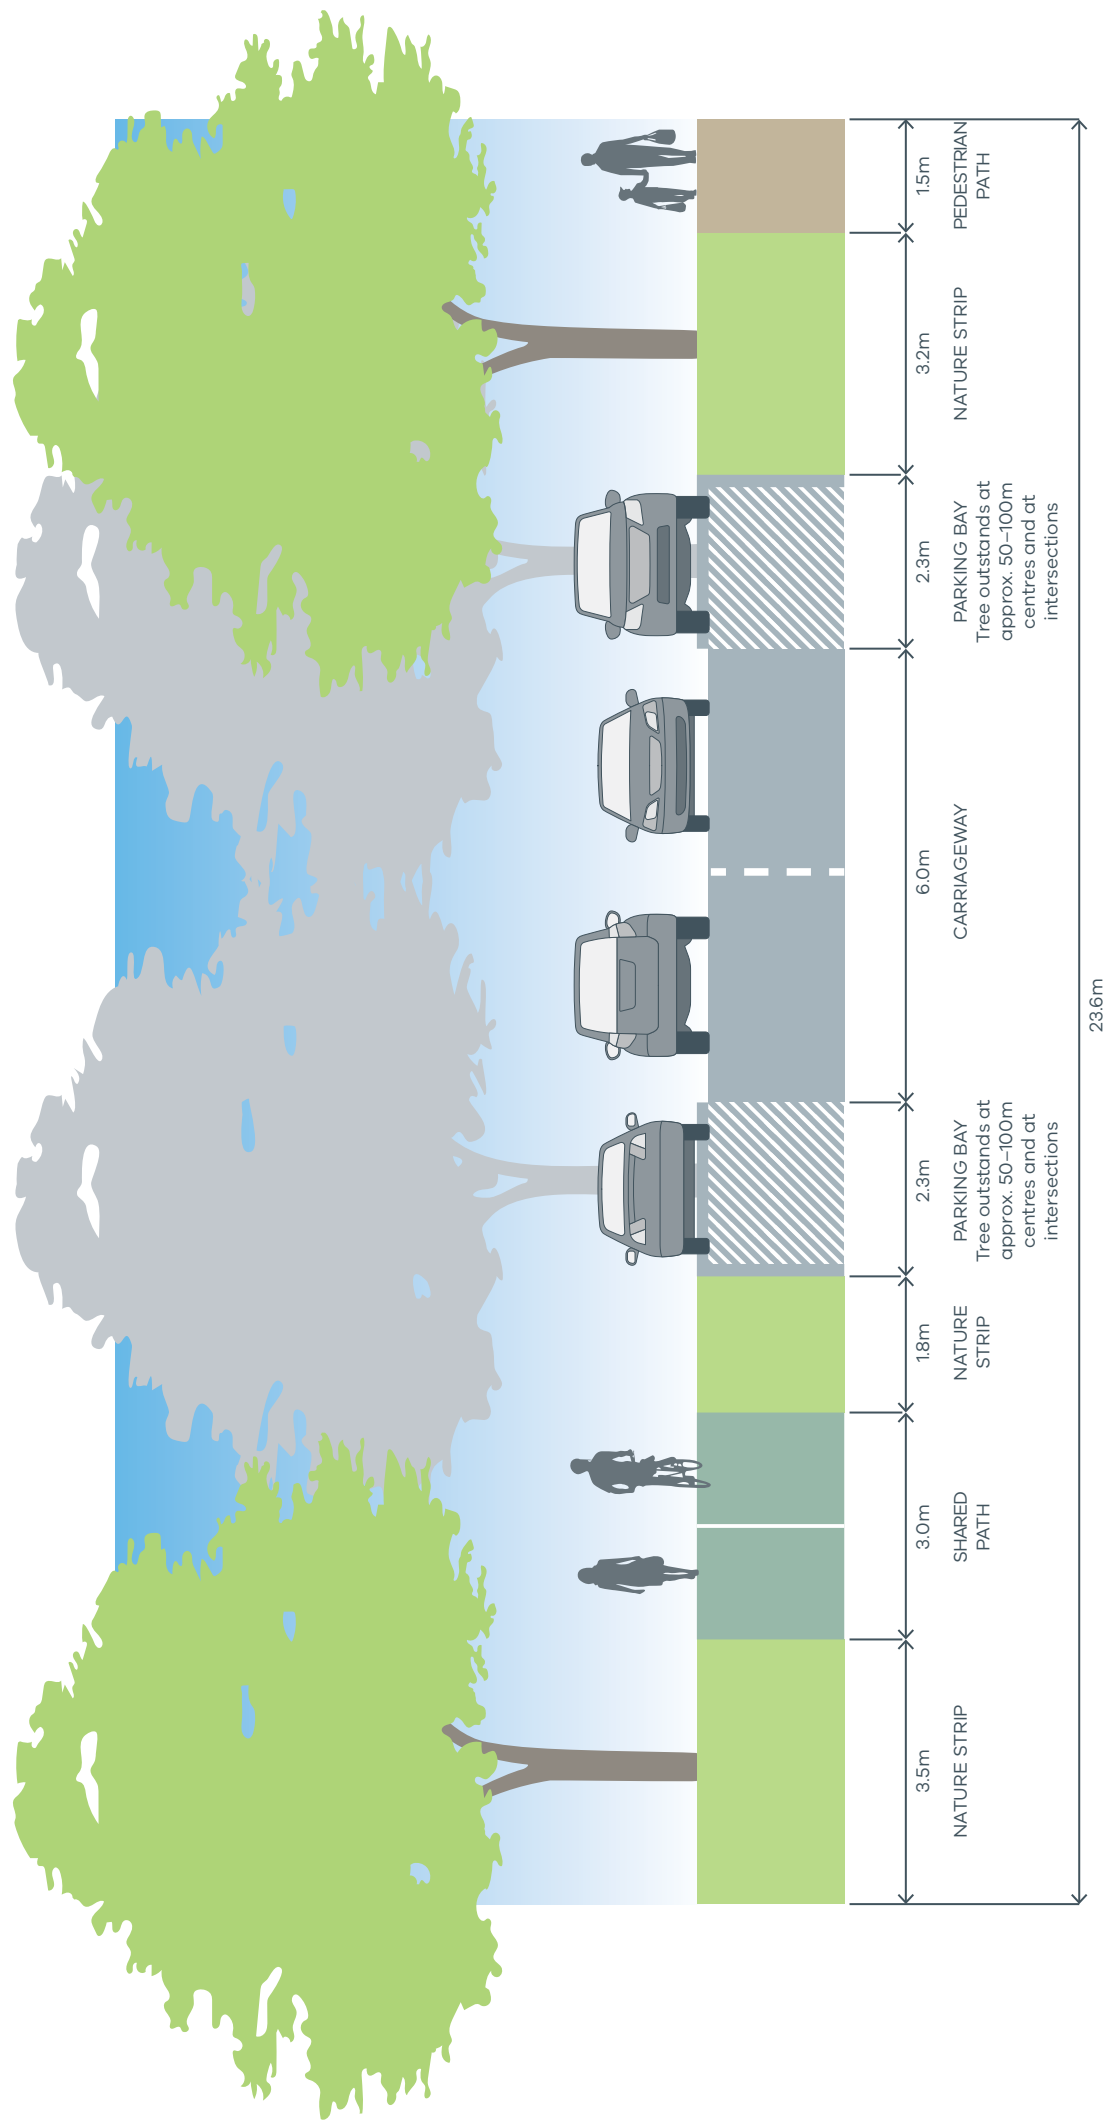 3.5m
NATURE STRIP
3.0m
SHARED
PATH
1.8m
NATURE
STRIP
2.3m
PARKING BAY
Tree outstands at
approx. 50–100m
centres and at
intersections
6.0m
CARRIAGEWAY
2.3m
PARKING BAY
Tree outstands at
approx. 50–100m
centres and at
intersections
3.2m
NATURE STRIP
1.5m
PEDESTRIAN
PATH
23.6m